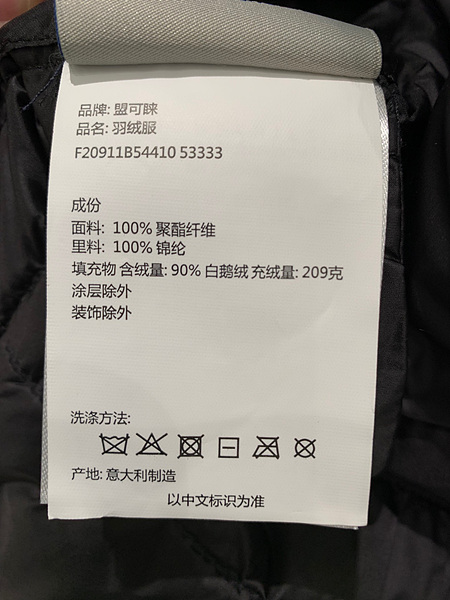 品牌: 盟可睐
品名: 羽绒服
F20911B54410 53333
成份
面料: 100% 聚酯纤维
里料: 100% 锦纶
填充物 含绒量: 90% 白鹅绒 充绒量: 209克
涂层除外
装饰除外
洗涤方法:
产地: 意大利制造
以中文标识为准